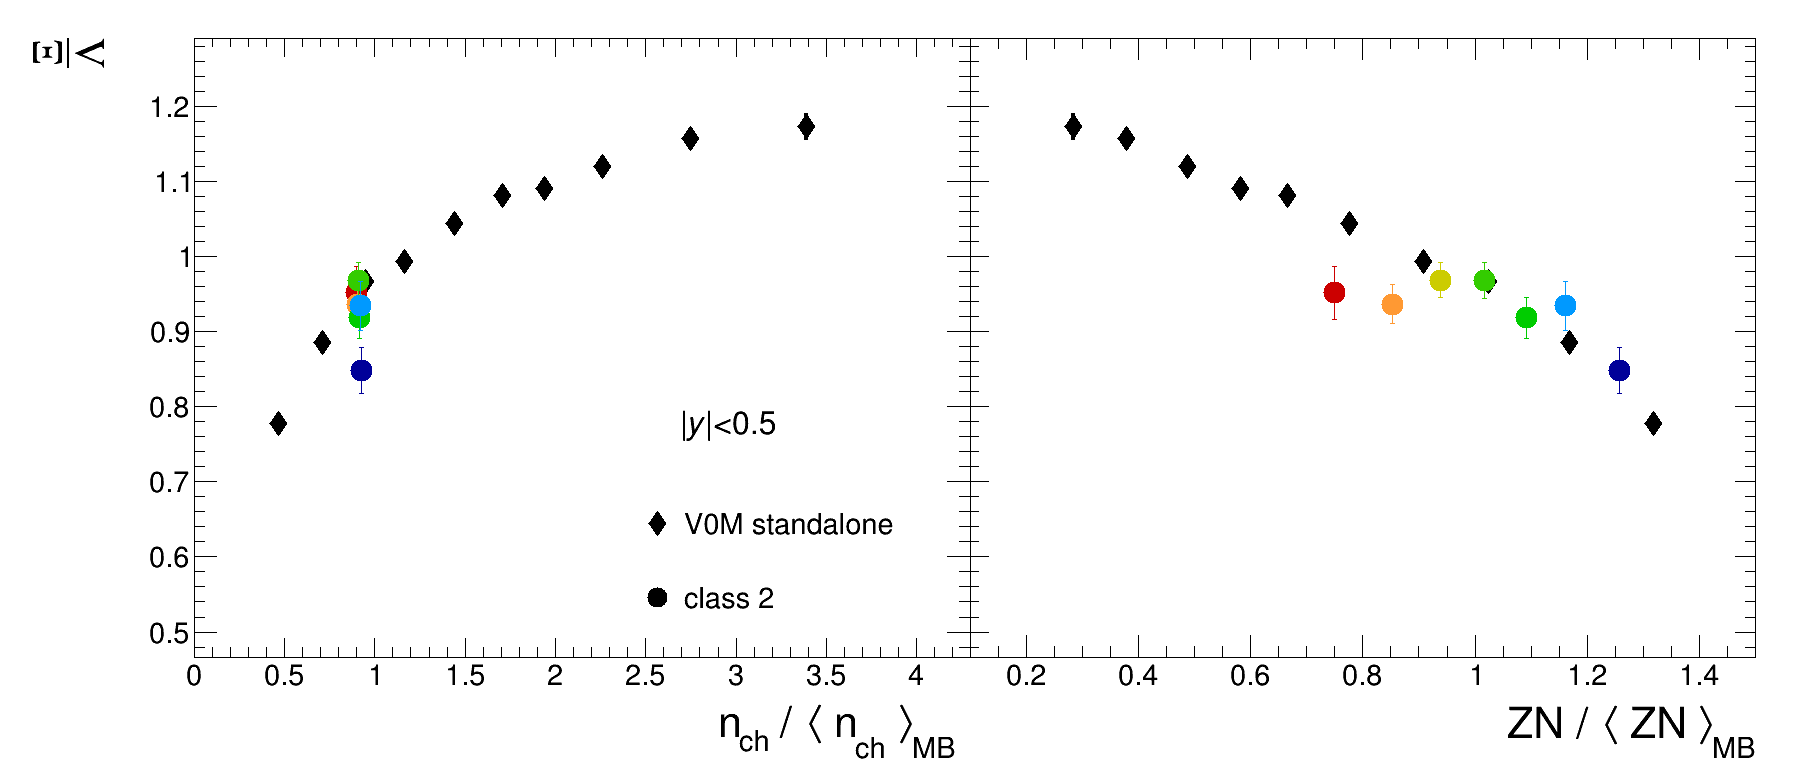 Ξ|Λ
1.2
1.1
1
0.9
0.8
0.7
0.6
0.5
|y|<0.5
V0M standalone
class 2
0 0.5 1 1.5 2 2.5 3 3.5 4
0.2 0.4 0.6 0.8 1 1.2 1.4
n_ch / ⟨ n_ch ⟩_MB
ZN / ⟨ ZN ⟩_MB